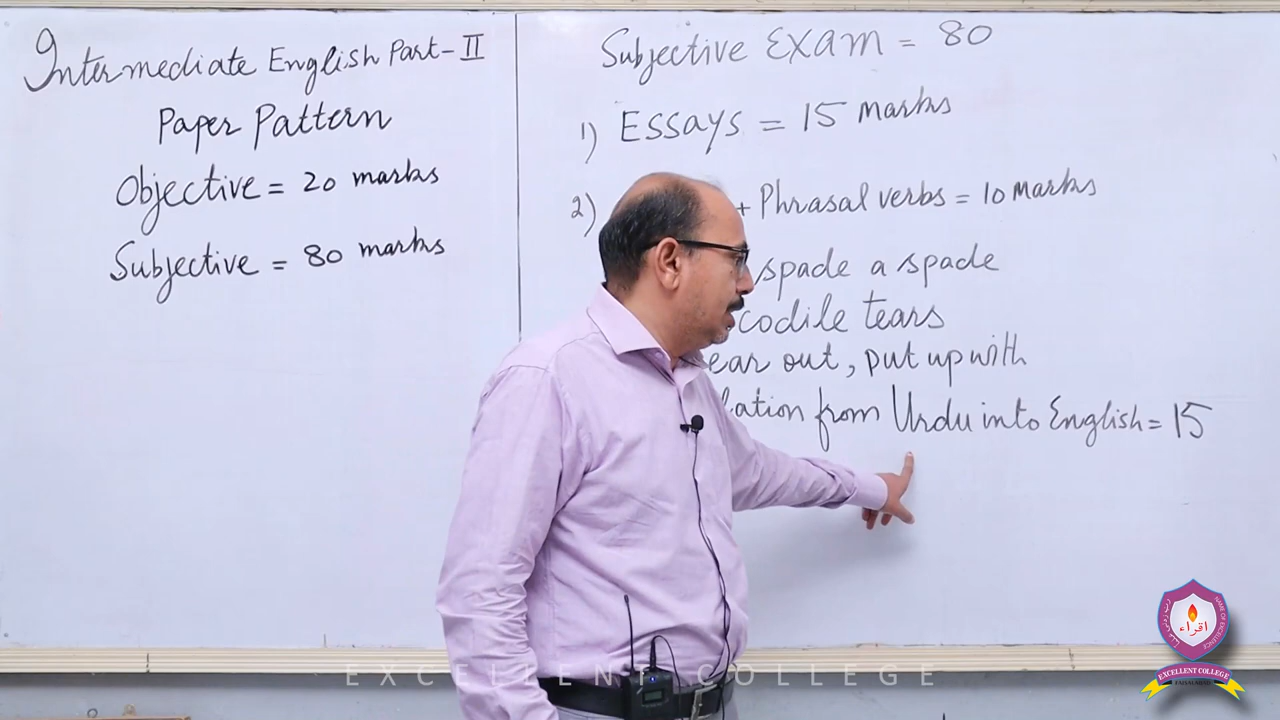 Intermediate English Part-II
Paper Pattern
Objective = 20 marks
Subjective = 80 marks
Subjective Exam = 80
1) Essays = 15 marks
2) + Phrasal verbs = 10 Marks
spade a spade
codile tears
ear out, put up with
lation from Urdu into English = 15
EXCELLENT COLLEGE
اقراء
EXCELLENT COLLEGE
FAISALABAD